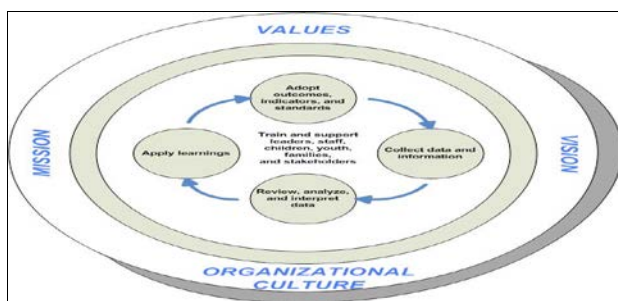 VALUES
MISSION
VISION
Adopt
outcomes,
indicators, and
standards
Train and support
leaders, staff,
children, youth,
families,
and stakeholders
Apply learnings
Collect data and
information
Review, analyze,
and interpret
data
ORGANIZATIONAL
CULTURE